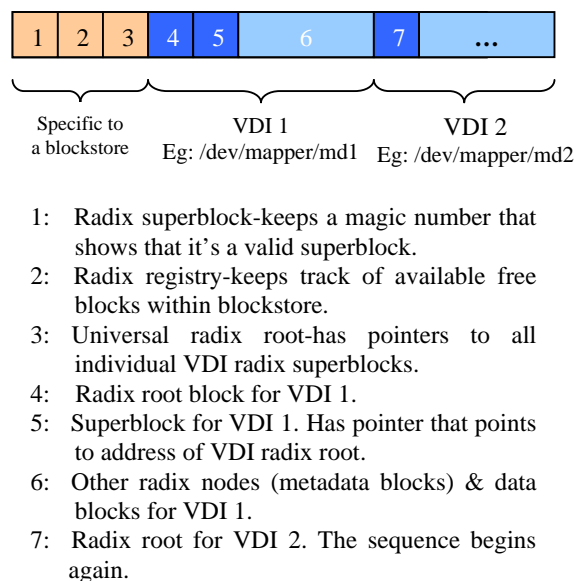 1 2 3 4 5 6 7 ...
Specific to
a blockstore
VDI 1
Eg: /dev/mapper/md1
VDI 2
Eg: /dev/mapper/md2
1: Radix superblock-keeps a magic number that
shows that it's a valid superblock.
2: Radix registry-keeps track of available free
blocks within blockstore.
3: Universal radix root-has pointers to all
individual VDI radix superblocks.
4: Radix root block for VDI 1.
5: Superblock for VDI 1. Has pointer that points
to address of VDI radix root.
6: Other radix nodes (metadata blocks) & data
blocks for VDI 1.
7: Radix root for VDI 2. The sequence begins
again.